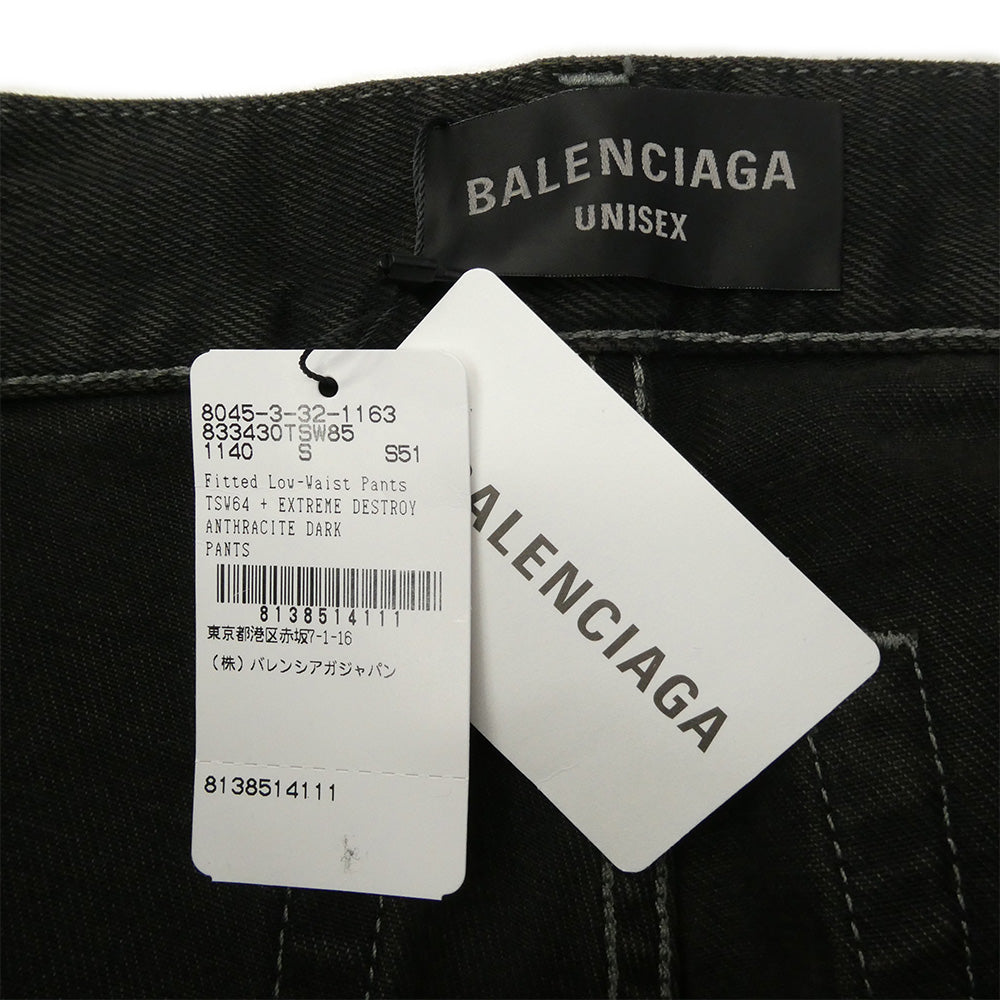 BALENCIAGA
UNISEX
8045-3-32-1163
833430TSW85
1140 S S51
Fitted Low-Waist Pants
TSW64 + EXTREME DESTROY
ANTHRACITE DARK
PANTS
8138514111
東京都港区赤坂7-1-16
（株）バレンシアガジャパン
8138514111
ALENCIAGA